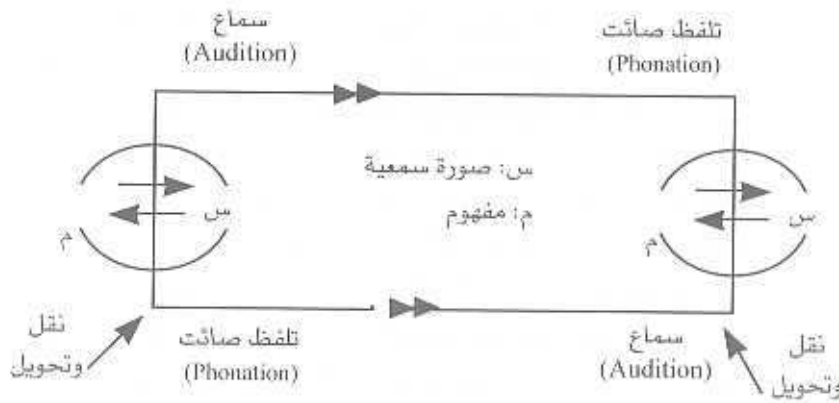 سماع
(Audition)
تلفظ صائت
(Phonation)
س: صورة سمعية
م: مفهوم
س
م
س
م
نقل
وتحويل
تلفظ صائت
(Phonation)
سماع
(Audition)
نقل
وتحويل